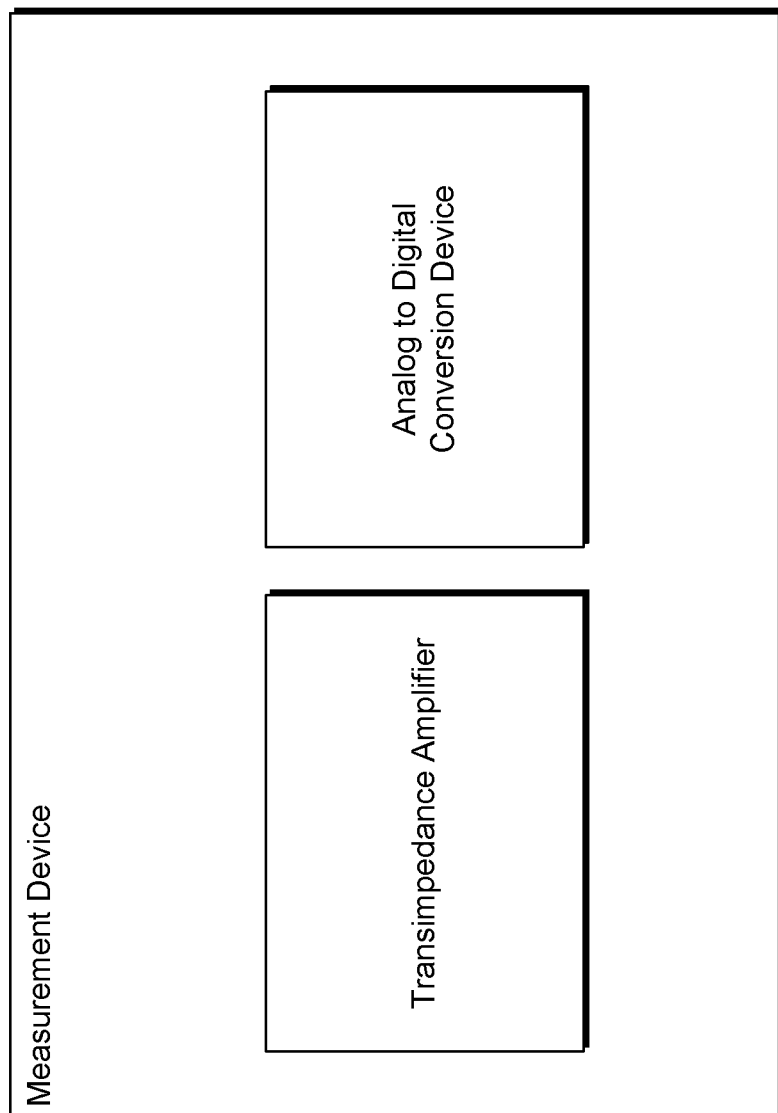 Measurement Device
Transimpedance Amplifier
Analog to Digital
Conversion Device